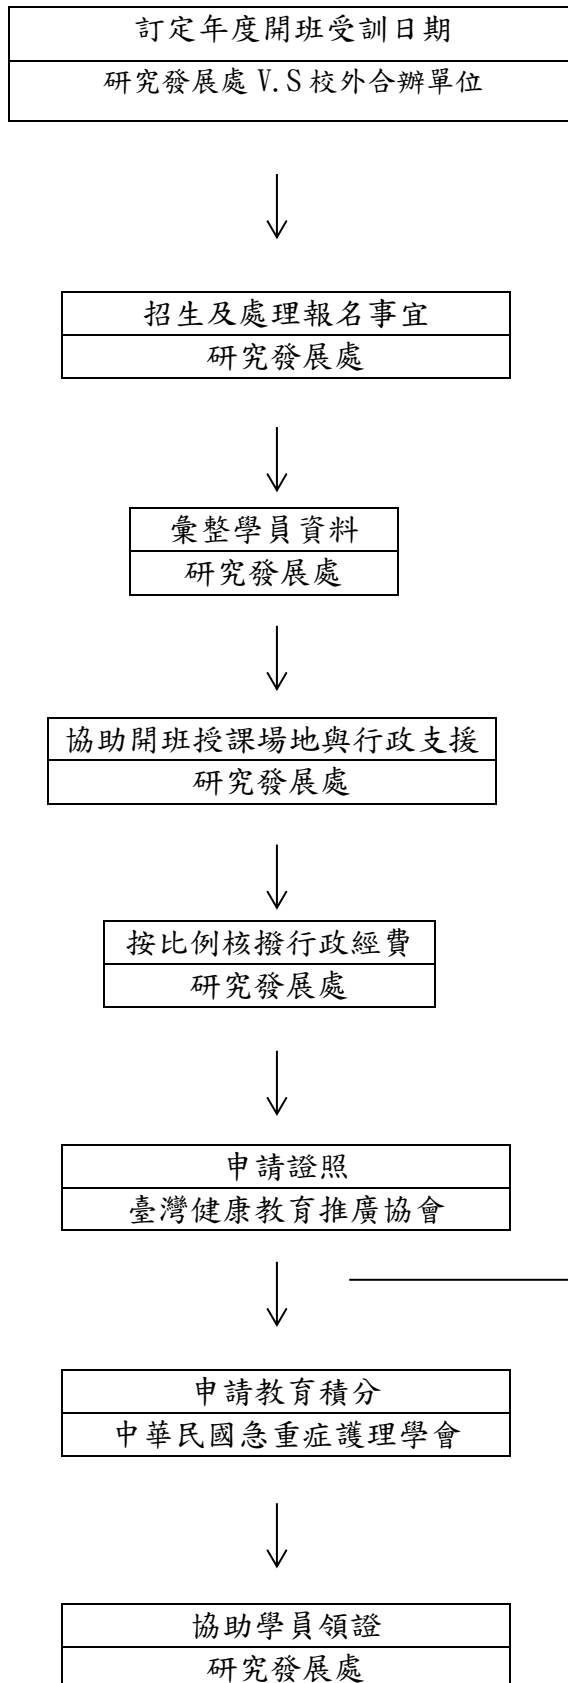 訂定年度開班受訓日期
研究發展處 V.S 校外合辦單位
招生及處理報名事宜
研究發展處
彙整學員資料
研究發展處
協助開班授課場地與行政支援
研究發展處
按比例核撥行政經費
研究發展處
申請證照
臺灣健康教育推廣協會
申請教育積分
中華民國急重症護理學會
協助學員領證
研究發展處